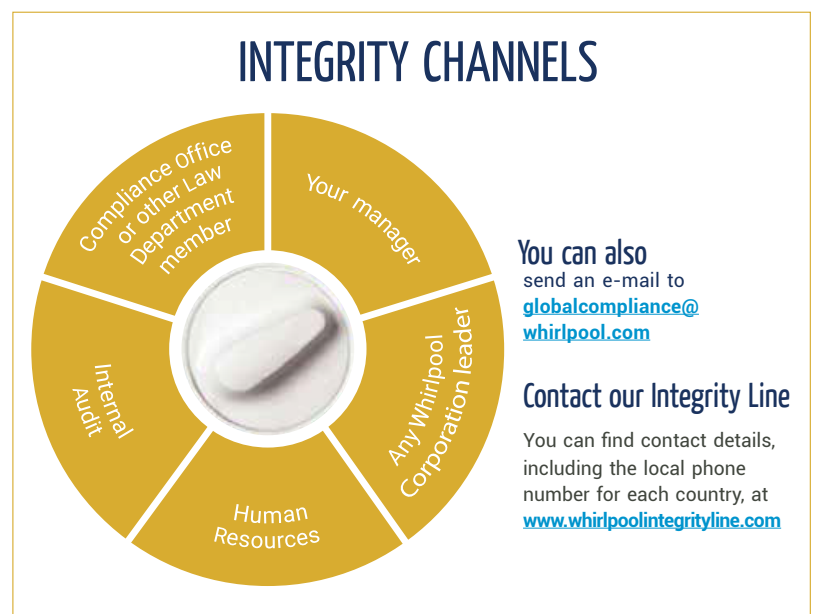 INTEGRITY CHANNELS
Compliance Office
or other Law
Department
member
Your manager
Any Whirlpool
Corporation leader
Human
Resources
Internal
Audit
You can also
send an e-mail to
globalcompliance@
whirlpool.com
Contact our Integrity Line
You can find contact details,
including the local phone
number for each country, at
www.whirlpoolintegrityline.com